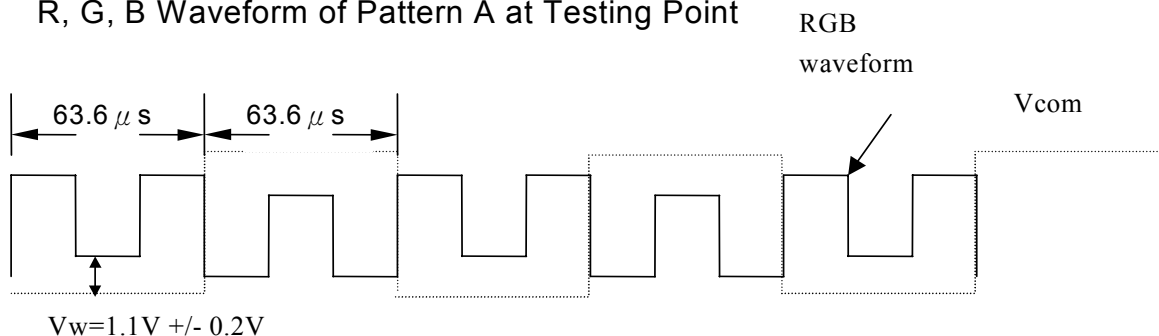 R, G, B Waveform of Pattern A at Testing Point
RGB
waveform
Vcom
63.6 μ s
63.6 μ s
Vw=1.1V +/- 0.2V